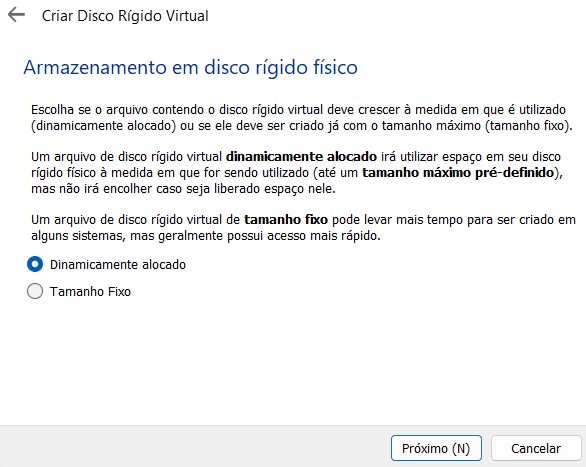 Criar Disco Rígido Virtual
Armazenamento em disco rígido físico
Escolha se o arquivo contendo o disco rígido virtual deve crescer à medida em que é utilizado
(dinamicamente alocado) ou se ele deve ser criado já com o tamanho máximo (tamanho fixo).
Um arquivo de disco rígido virtual dinamicamente alocado irá utilizar espaço em seu disco
rígido físico à medida em que for sendo utilizado (até um tamanho máximo pré-definido),
mas não irá encolher caso seja liberado espaço nele.
Um arquivo de disco rígido virtual de tamanho fixo pode levar mais tempo para ser criado em
alguns sistemas, mas geralmente possui acesso mais rápido.
Dinamicamente alocado
Tamanho Fixo
Próximo (N) Cancelar